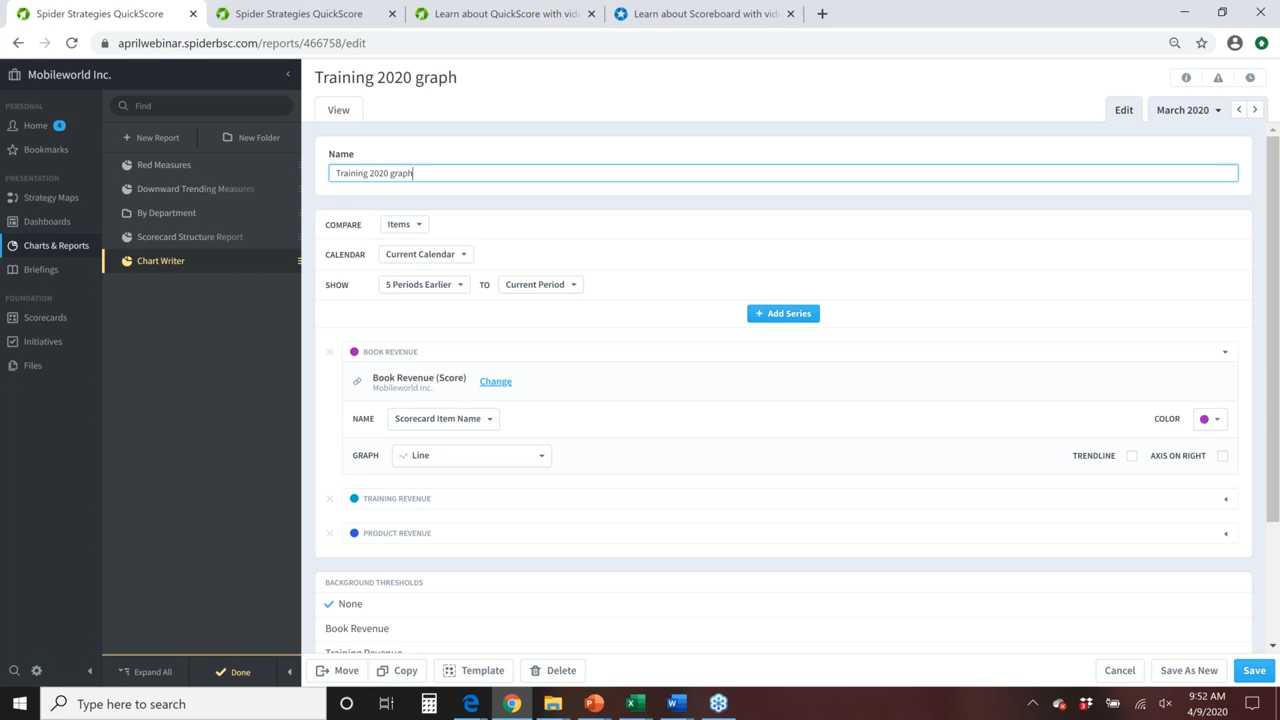 Spider Strategies QuickScore
Spider Strategies QuickScore
Learn about QuickScore with vide
Learn about Scoreboard with vide
aprilwebinar.spiderbsc.com/reports/466758/edit
Mobileworld Inc.
Find
New Report
New Folder
PERSONAL
Home 4
Bookmarks
PRESENTATION
Strategy Maps
Dashboards
Charts & Reports
Briefings
FOUNDATION
Scorecards
Initiatives
Files
Red Measures
Downward Trending Measures
By Department
Scorecard Structure Report
Chart Writer
Expand All
Done
Training 2020 graph
View
Edit
March 2020
Name
Training 2020 graph
COMPARE Items
CALENDAR Current Calendar
SHOW 5 Periods Earlier TO Current Period
+ Add Series
BOOK REVENUE
Book Revenue (Score)
Mobileworld Inc.
Change
NAME Scorecard Item Name COLOR
GRAPH Line TRENDLINE AXIS ON RIGHT
TRAINING REVENUE
PRODUCT REVENUE
BACKGROUND THRESHOLDS
None
Book Revenue
Training Revenue
Move Copy Template Delete Cancel Save As New Save
Type here to search
9:52 AM
4/9/2020